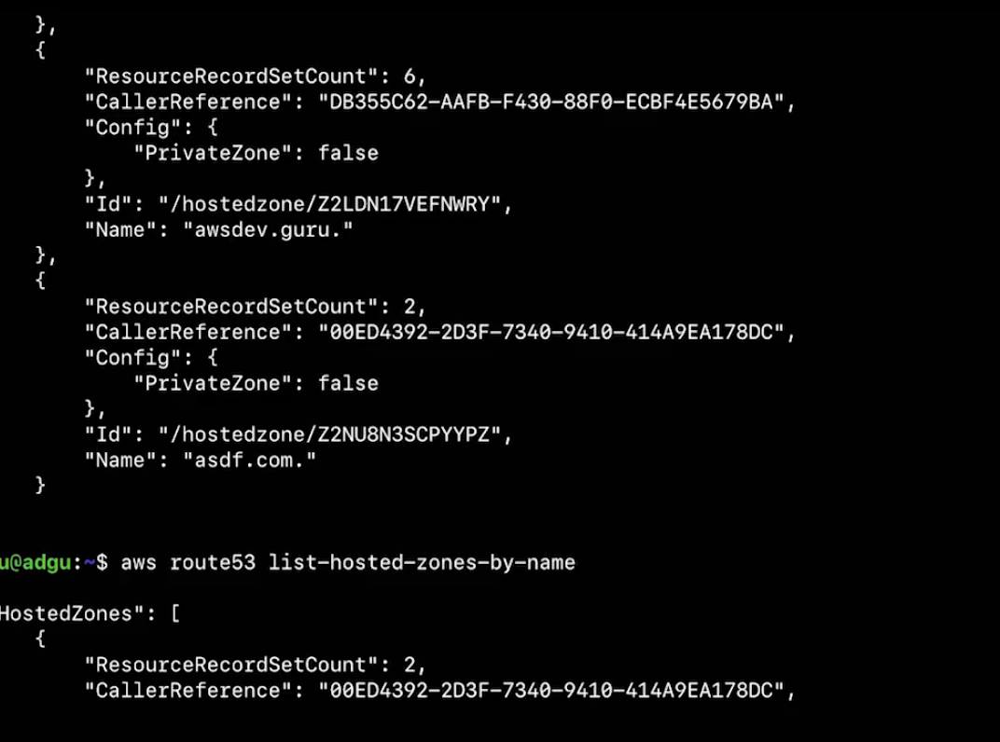 },
{
"ResourceRecordSetCount": 6,
"CallerReference": "DB355C62-AAFB-F430-88F0-ECBF4E5679BA",
"Config": {
"PrivateZone": false
},
"Id": "/hostedzone/Z2LDN17VEFNWRY",
"Name": "awsdev.guru."
},
{
"ResourceRecordSetCount": 2,
"CallerReference": "00ED4392-2D3F-7340-9410-414A9EA178DC",
"Config": {
"PrivateZone": false
},
"Id": "/hostedzone/Z2NU8N3SCPYYPZ",
"Name": "asdf.com."
}
u@adgu:~$ aws route53 list-hosted-zones-by-name
HostedZones": [
{
"ResourceRecordSetCount": 2,
"CallerReference": "00ED4392-2D3F-7340-9410-414A9EA178DC",